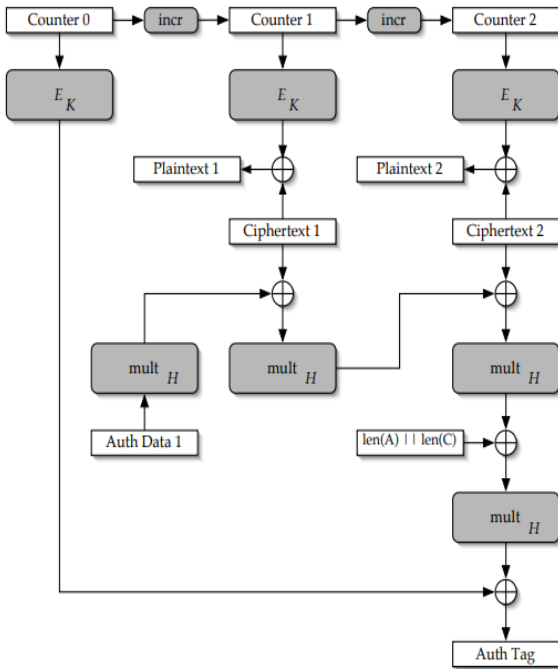 Counter 0
incr
Counter 1
incr
Counter 2
E K
E K
E K
Plaintext 1
Plaintext 2
Ciphertext 1
Ciphertext 2
mult H
mult H
mult H
Auth Data 1
len(A) | | len(C)
mult H
Auth Tag